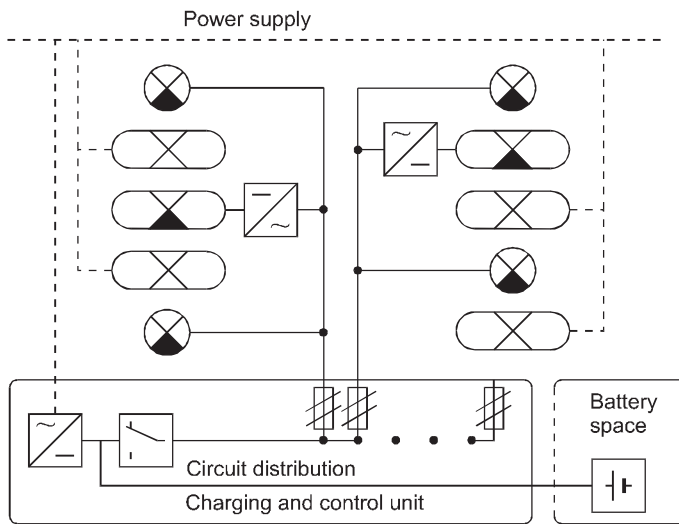 Power supply
Battery
space
Circuit distribution
Charging and control unit